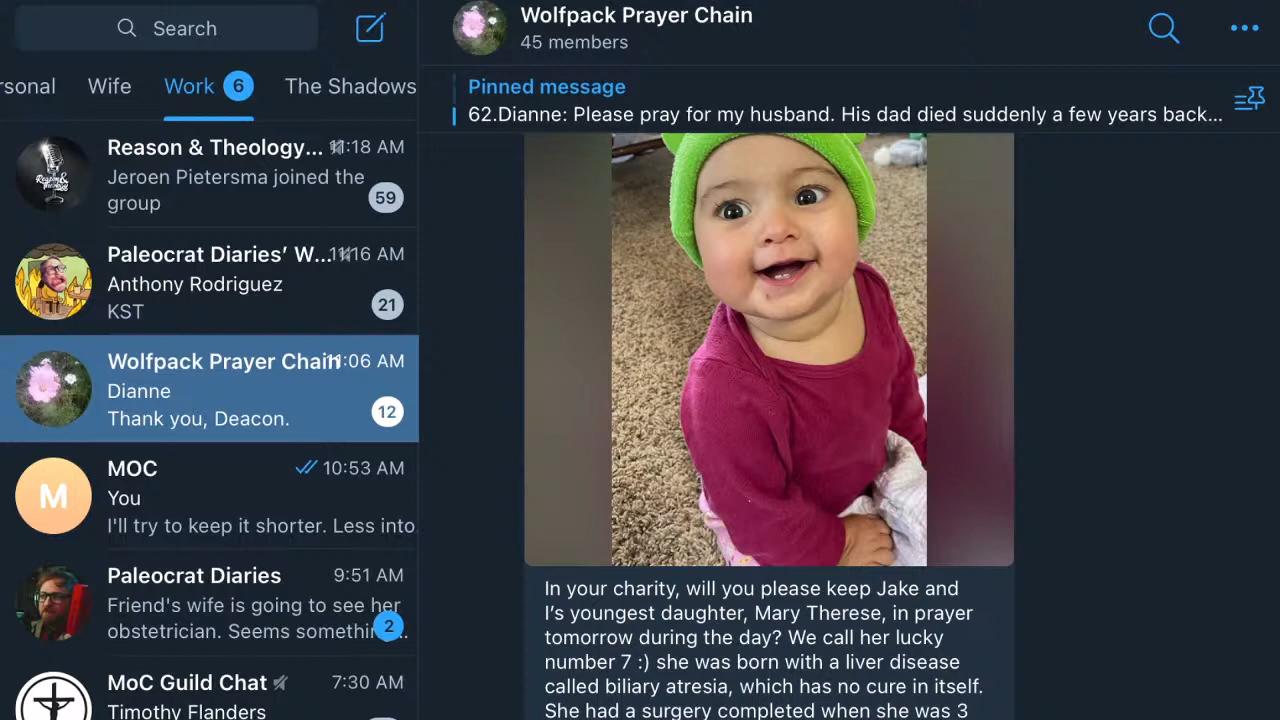 Search
rsonal Wife Work 6 The Shadows
Reason & Theology... 11:18 AM
Jeroen Pietersma joined the
group
59
Paleocrat Diaries’ W... 11:16 AM
Anthony Rodriguez
KST
21
Wolfpack Prayer Chain 11:06 AM
Dianne
Thank you, Deacon.
12
MOC 10:53 AM
M
You
I'll try to keep it shorter. Less into
Paleocrat Diaries 9:51 AM
Friend's wife is going to see her
obstetrician. Seems somethin...
2
MoC Guild Chat 7:30 AM
Timothy Flanders
Wolfpack Prayer Chain
45 members
Pinned message
62.Dianne: Please pray for my husband. His dad died suddenly a few years back...
In your charity, will you please keep Jake and
I’s youngest daughter, Mary Therese, in prayer
tomorrow during the day? We call her lucky
number 7 :) she was born with a liver disease
called biliary atresia, which has no cure in itself.
She had a surgery completed when she was 3